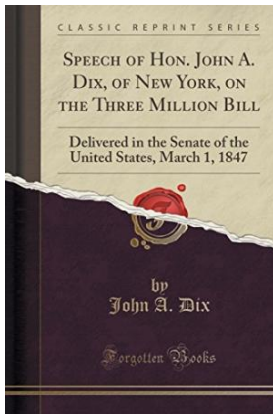 CLASSIC REPRINT SERIES
SPEECH OF HON. JOHN A.
DIX, OF NEW YORK, ON
THE THREE MILLION BILL
Delivered in the Senate of the
United States, March 1, 1847
by
John A. Dix
Forgotten Books